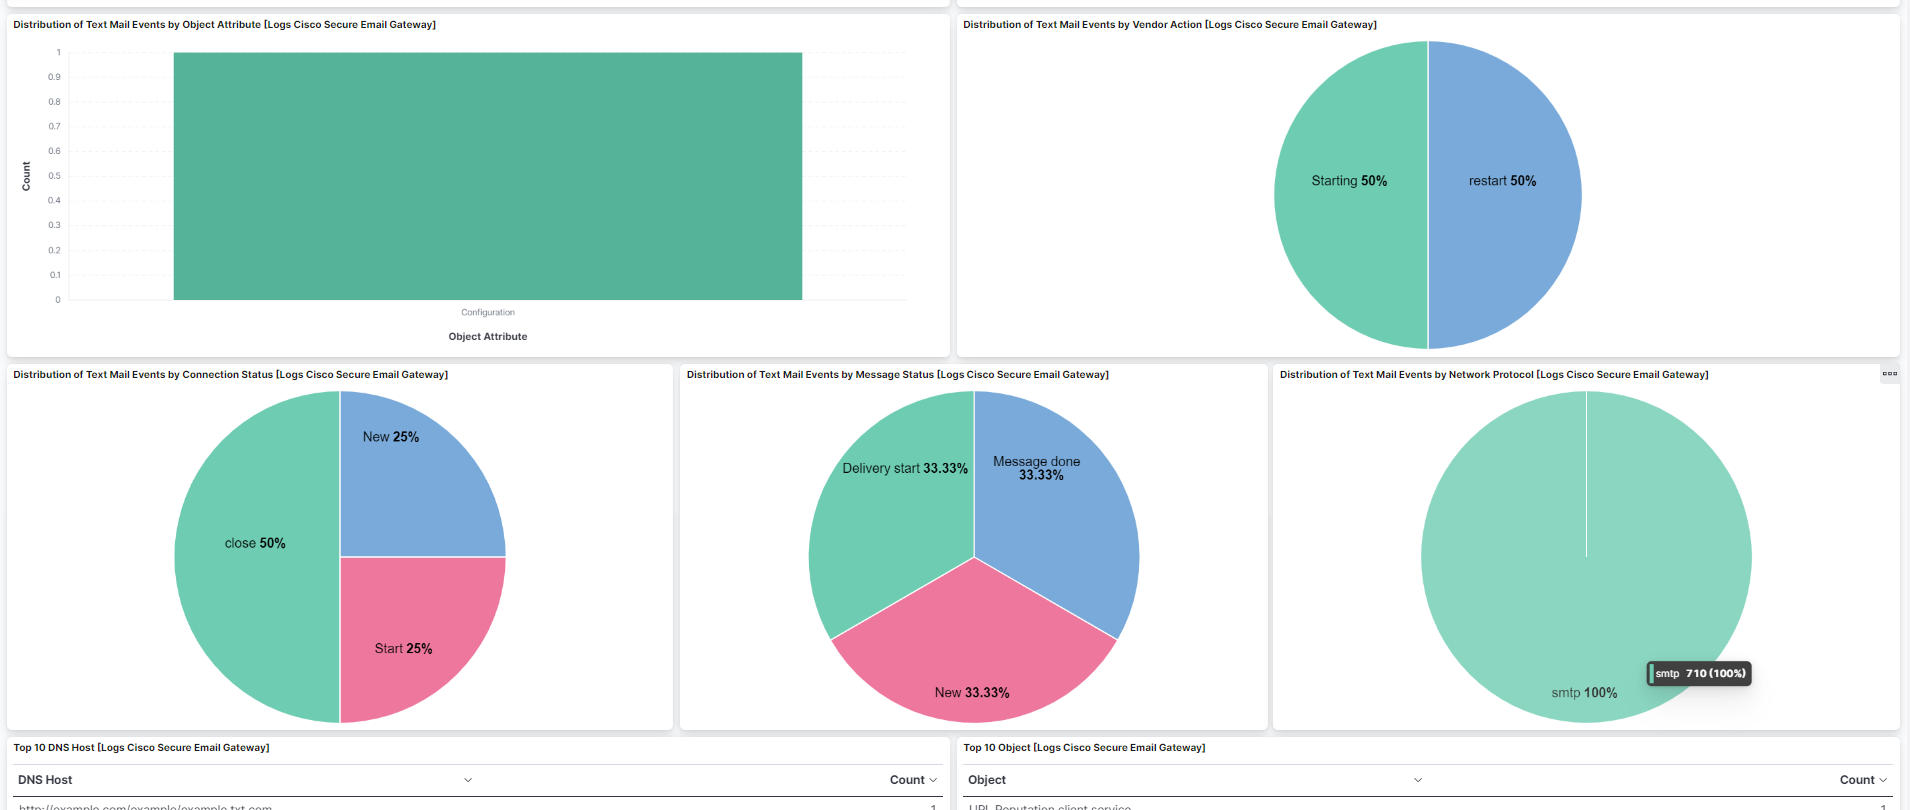 Distribution of Text Mail Events by Object Attribute [Logs Cisco Secure Email Gateway]
1
0.9
0.8
0.7
0.6
0.5
0.4
0.3
0.2
0.1
0
Count
Configuration
Object Attribute
Distribution of Text Mail Events by Vendor Action [Logs Cisco Secure Email Gateway]
Starting 50%
restart 50%
Distribution of Text Mail Events by Connection Status [Logs Cisco Secure Email Gateway]
New 25%
close 50%
Start 25%
Distribution of Text Mail Events by Message Status [Logs Cisco Secure Email Gateway]
Delivery start 33.33%
Message done
33.33%
New 33.33%
Distribution of Text Mail Events by Network Protocol [Logs Cisco Secure Email Gateway]
smtp 710 (100%)
smtp 100%
Top 10 DNS Host [Logs Cisco Secure Email Gateway]
DNS Host Count
http://example.com/example/example.txt.com 1
Top 10 Object [Logs Cisco Secure Email Gateway]
Object Count
URL Reputation client service 1